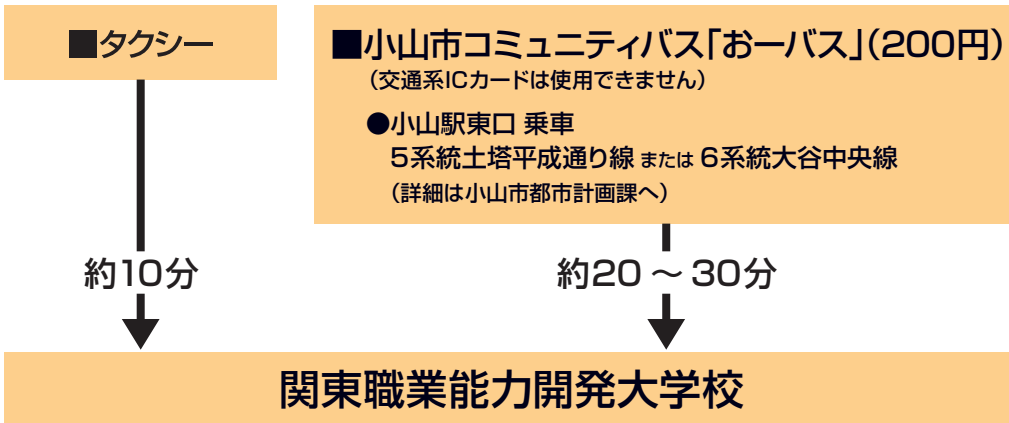 ■タクシー
■小山市コミュニティバス「おーバス」(200円)
(交通系ICカードは使用できません)
●小山駅東口 乗車
5系統土塔平成通り線 または 6系統大谷中央線
(詳細は小山市都市計画課へ)
約10分
約20～30分
関東職業能力開発大学校